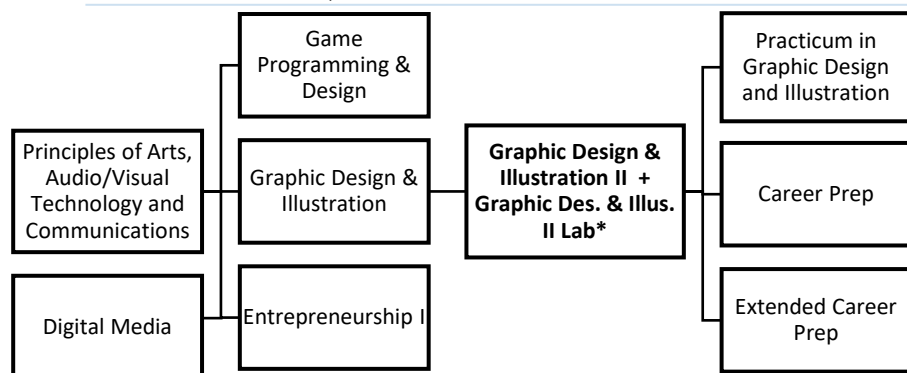 Principles of Arts,
Audio/Visual
Technology and
Communications
Digital Media
Game
Programming &
Design
Graphic Design &
Illustration
Entrepreneurship I
Graphic Design &
Illustration II +
Graphic Des. & Illus.
II Lab*
Practicum in
Graphic Design
and Illustration
Career Prep
Extended Career
Prep